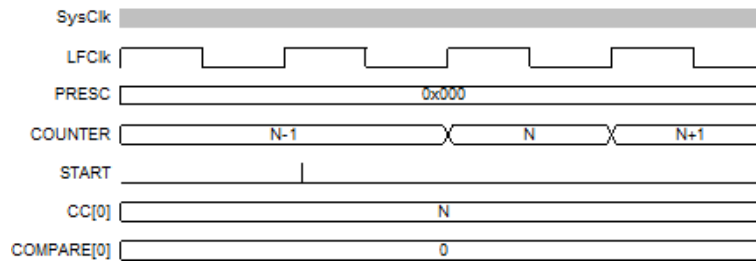 SysClk
LFClk
PRESC 0x000
COUNTER N-1 N N+1
START
CC[0] N
COMPARE[0] 0